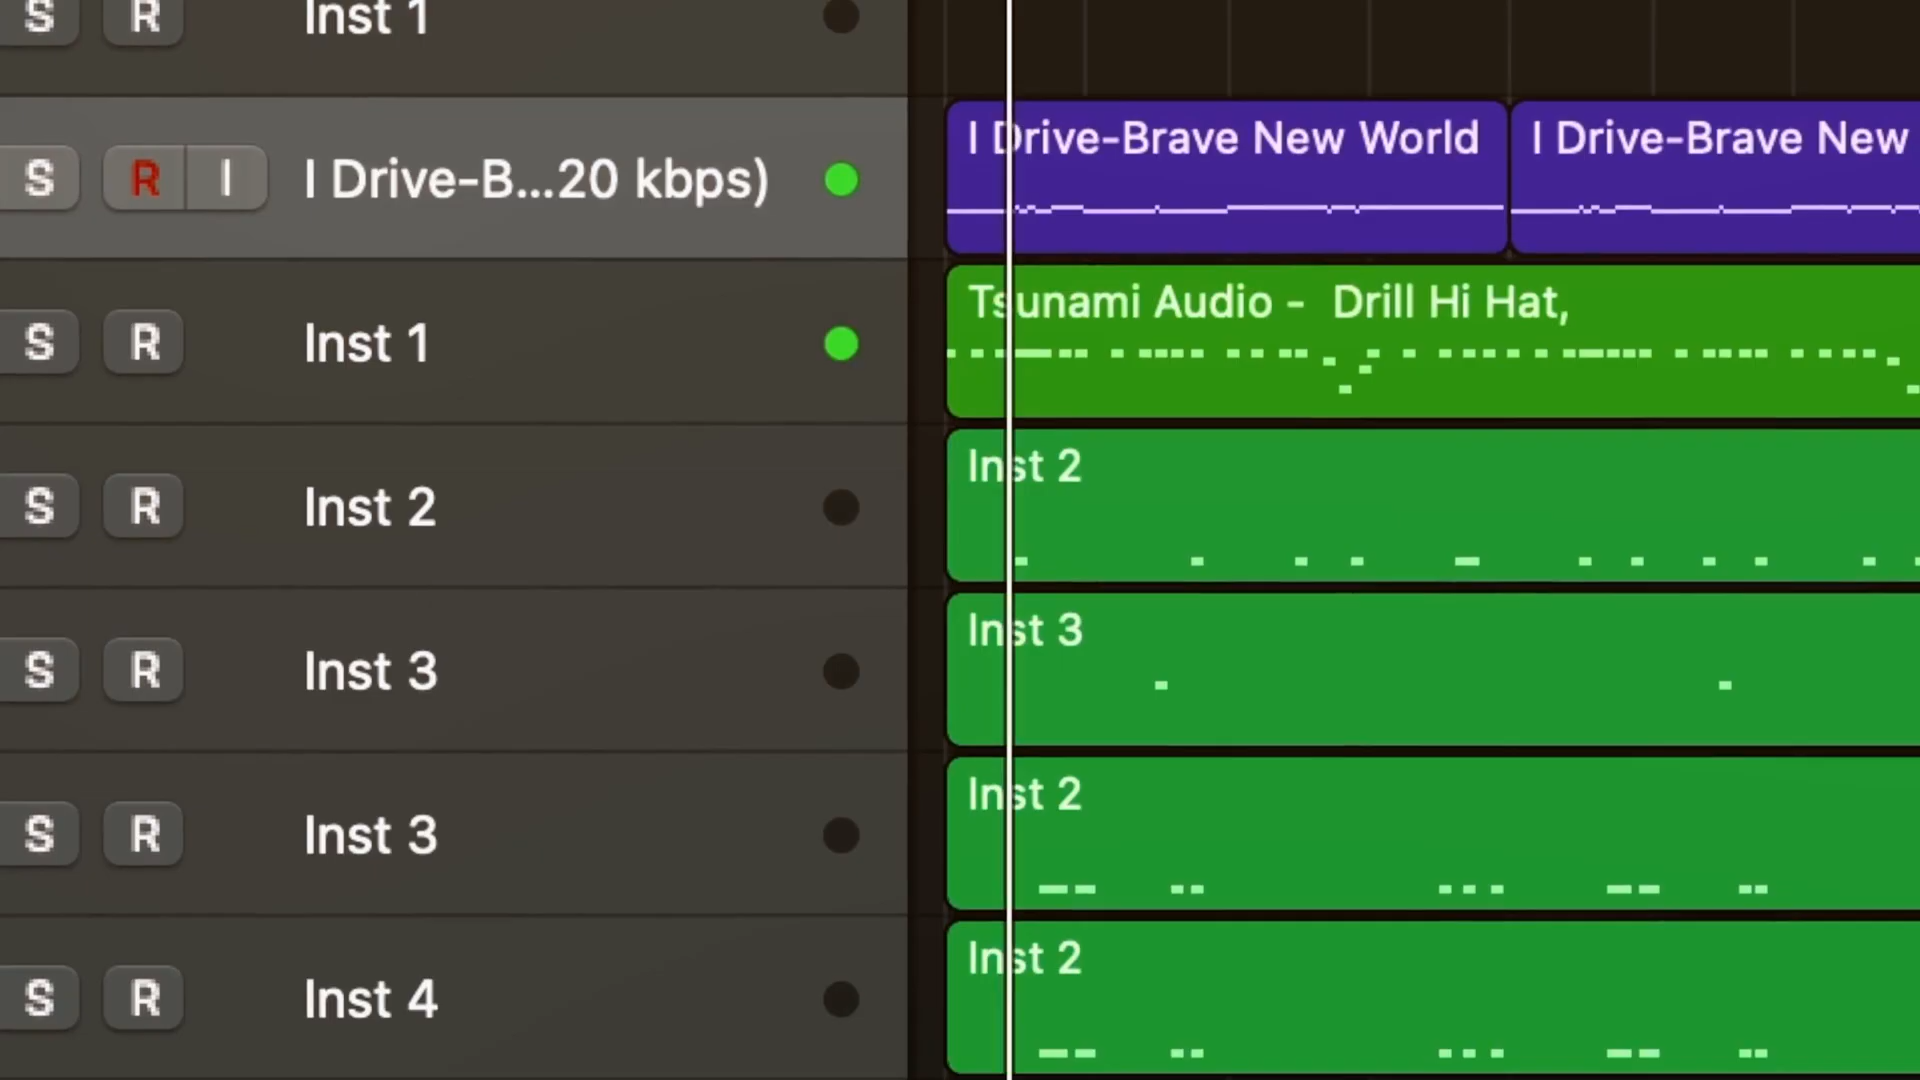 S R Inst 1
S R I I Drive-B...20 kbps) I Drive-Brave New World I Drive-Brave New
S R Inst 1 Tsunami Audio - Drill Hi Hat,
S R Inst 2 Inst 2
S R Inst 3 Inst 3
S R Inst 3 Inst 2
S R Inst 4 Inst 2